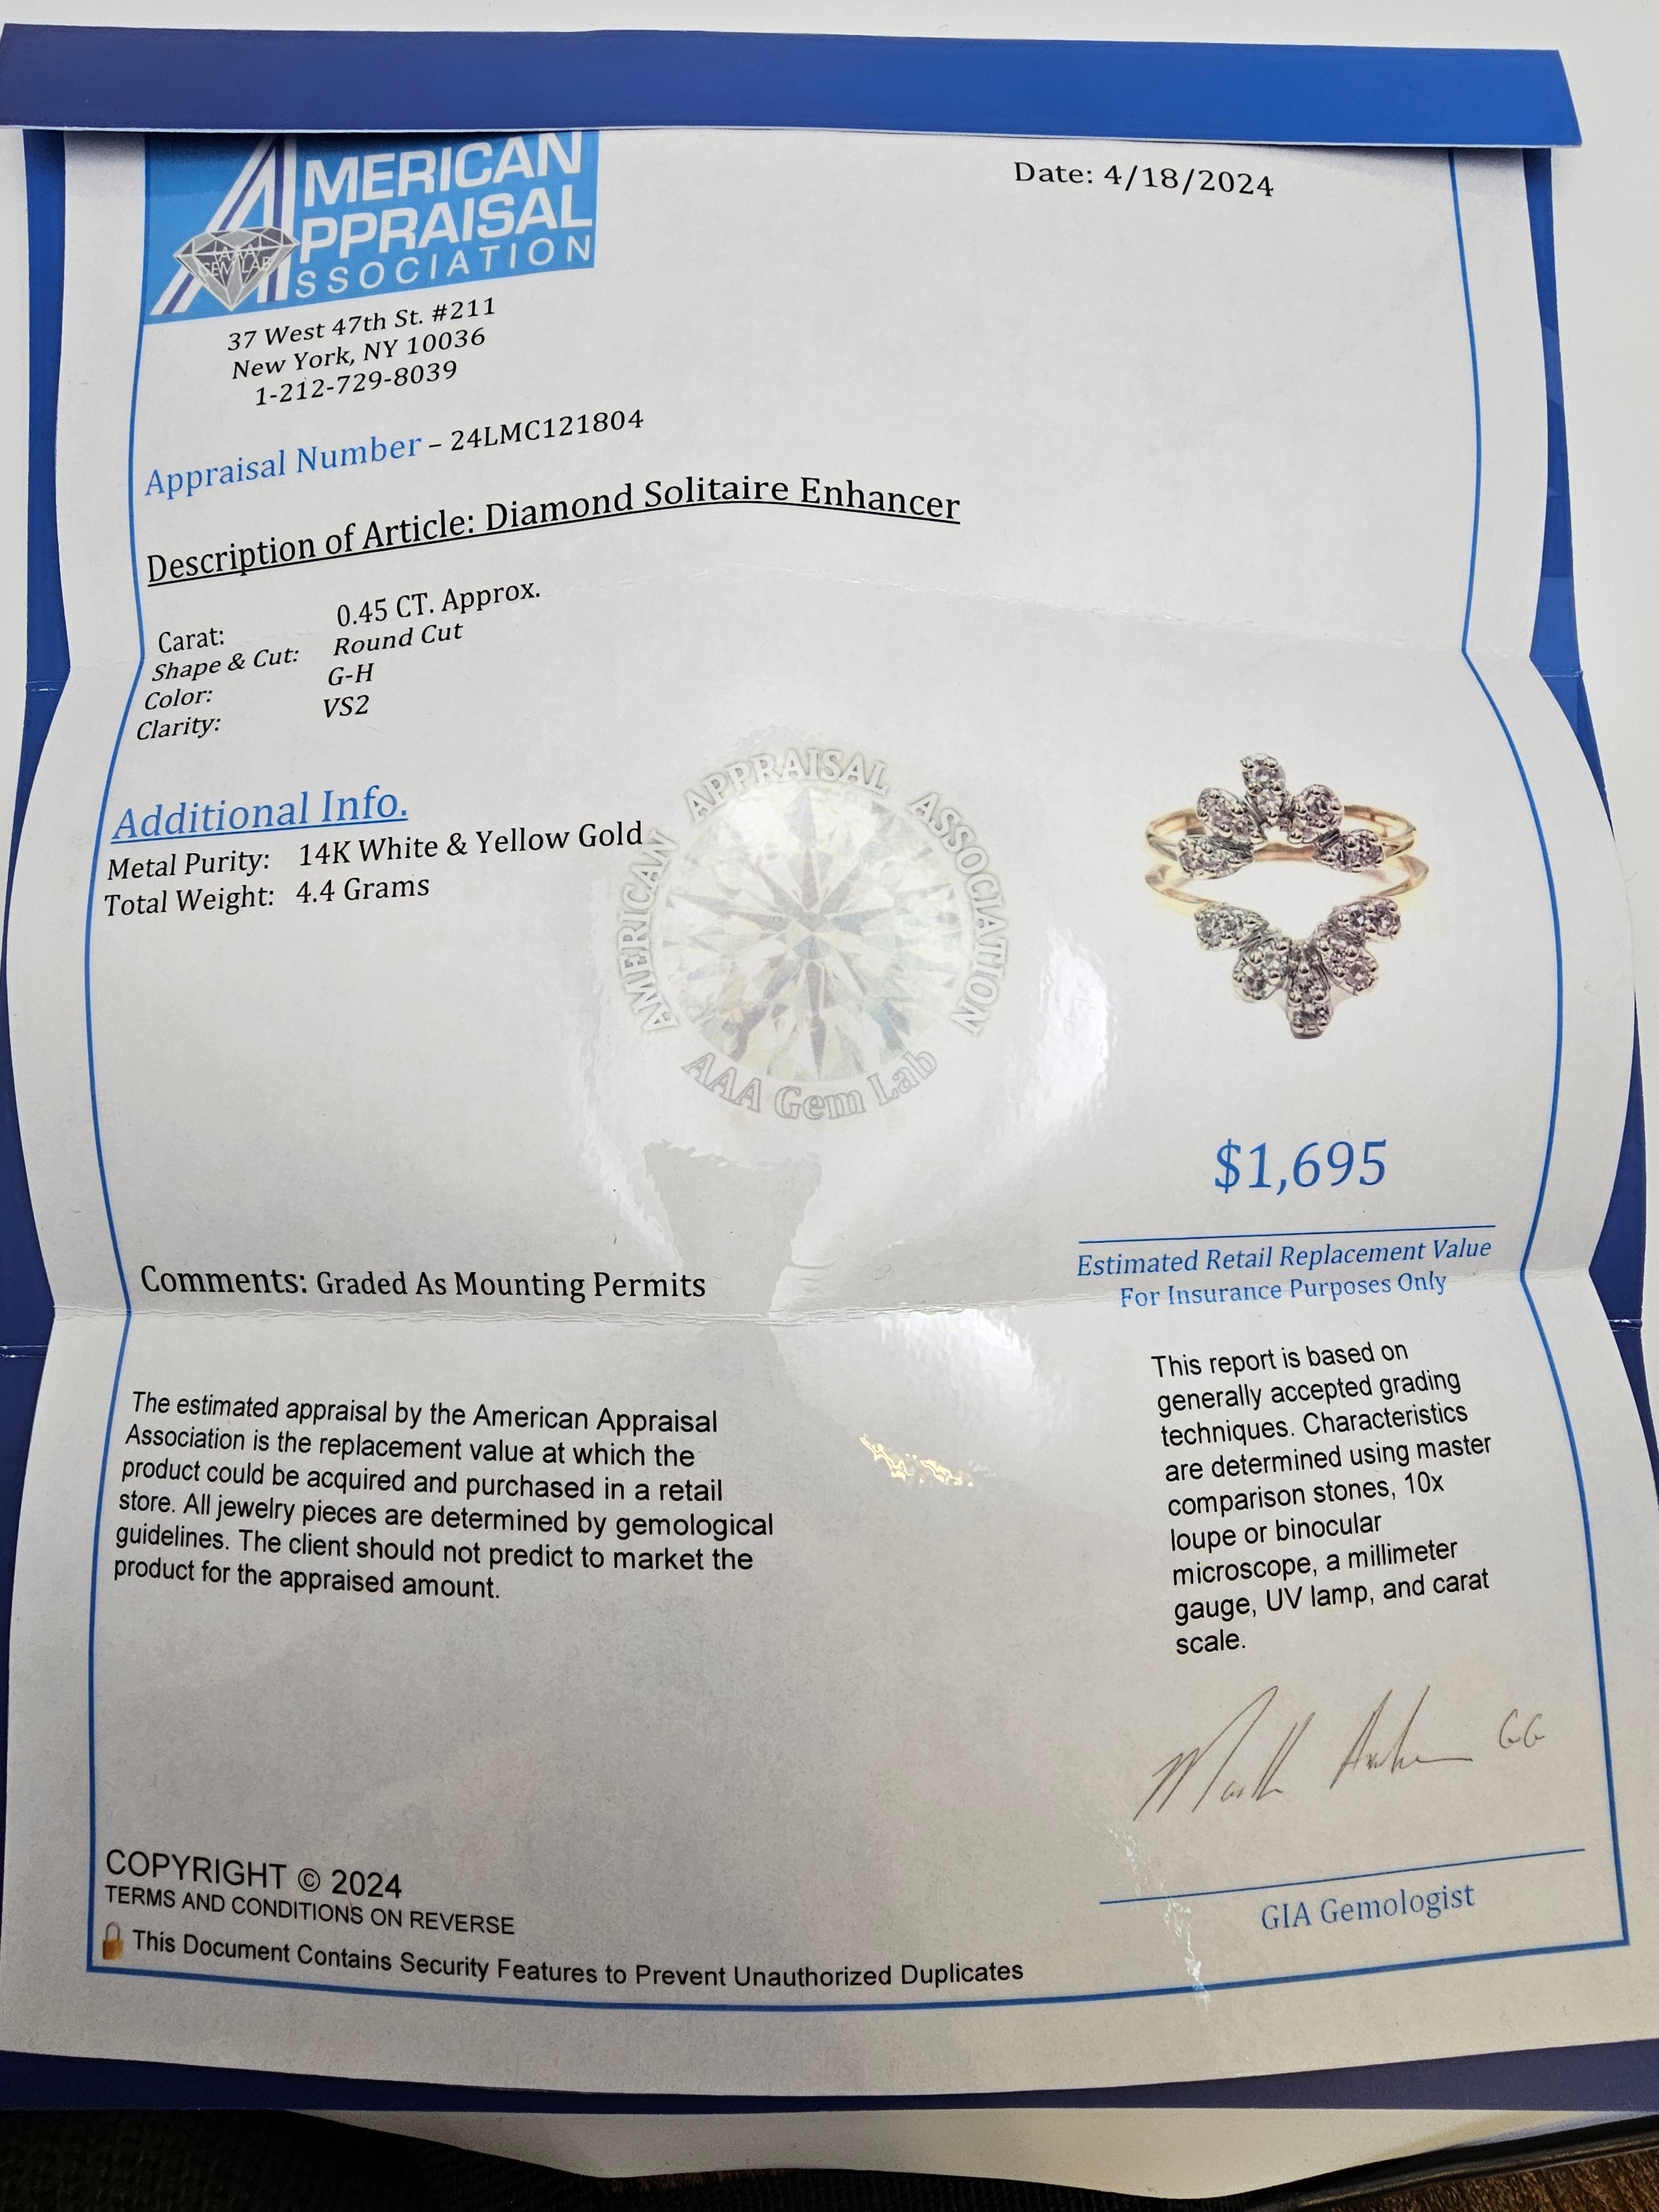 AMERICAN
APPRAISAL
ASSOCIATION
AAA
GEM LAB
Date: 4/18/2024
37 West 47th St. #211
New York, NY 10036
1-212-729-8039
Appraisal Number – 24LMC121804
Description of Article: Diamond Solitaire Enhancer
Carat: 0.45 CT. Approx.
Shape & Cut: Round Cut
Color: G-H
Clarity: VS2
Additional Info.
Metal Purity: 14K White & Yellow Gold
Total Weight: 4.4 Grams
AMERICAN APPRAISAL ASSOCIATION
AAA Gem Lab
$1,695
Estimated Retail Replacement Value
For Insurance Purposes Only
Comments: Graded As Mounting Permits
The estimated appraisal by the American Appraisal
Association is the replacement value at which the
product could be acquired and purchased in a retail
store. All jewelry pieces are determined by gemological
guidelines. The client should not predict to market the
product for the appraised amount.
This report is based on
generally accepted grading
techniques. Characteristics
are determined using master
comparison stones, 10x
loupe or binocular
microscope, a millimeter
gauge, UV lamp, and carat
scale.
GG
GIA Gemologist
COPYRIGHT © 2024
TERMS AND CONDITIONS ON REVERSE
This Document Contains Security Features to Prevent Unauthorized Duplicates